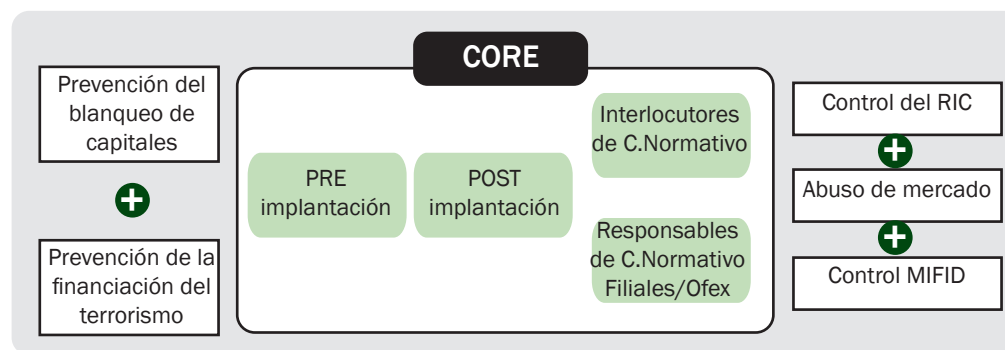 CORE
Prevención del
blanqueo de
capitales
+
Prevención de la
financiación del
terrorismo
PRE
implantación
POST
implantación
Interlocutores
de C.Normativo
Responsables
de C.Normativo
Filiales/Ofex
Control del RIC
+
Abuso de mercado
+
Control MIFID